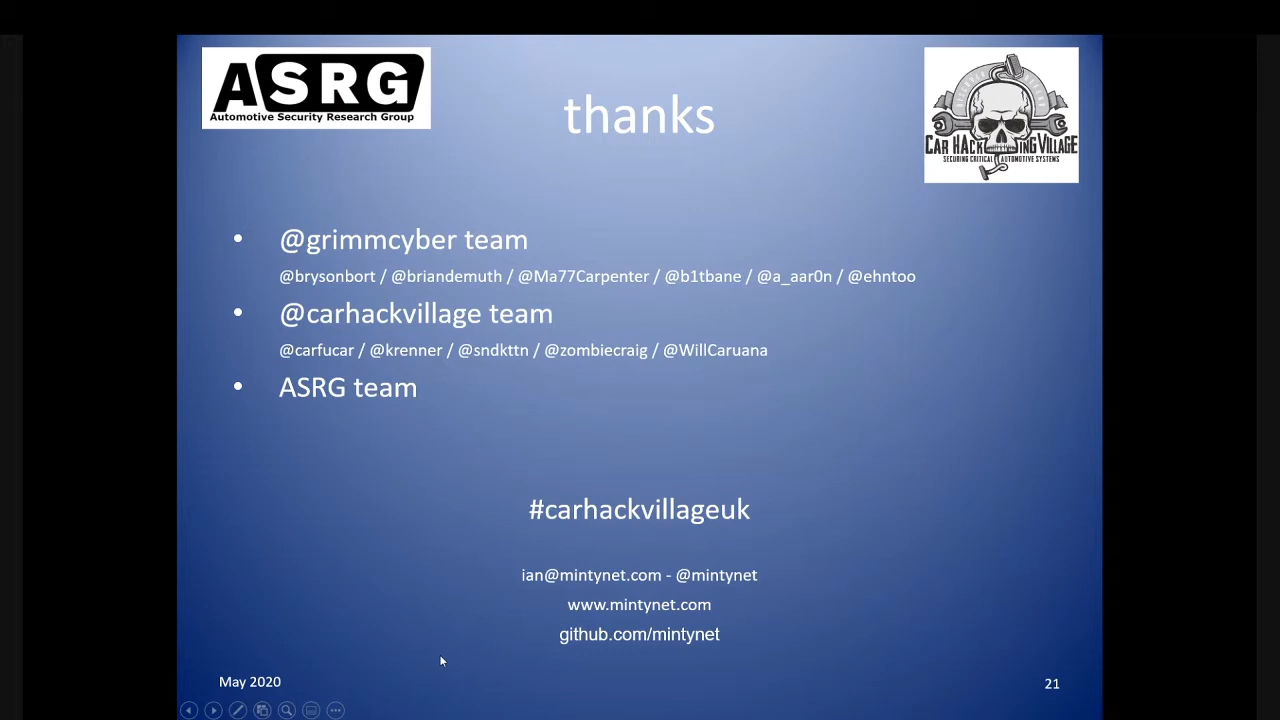 ASRG
Automotive Security Research Group
thanks
CAR HACKING VILLAGE
SECURING CRITICAL AUTOMOTIVE SYSTEMS
• @grimmcyber team
@brysonbort / @briandemuth / @Ma77Carpenter / @b1tbane / @a_aar0n / @ehntoo
• @carhackvillage team
@carfucar / @krenner / @sndkttn / @zombiecraig / @WillCaruana
• ASRG team
#carhackvillageuk
ian@mintynet.com - @mintynet
www.mintynet.com
github.com/mintynet
May 2020
21